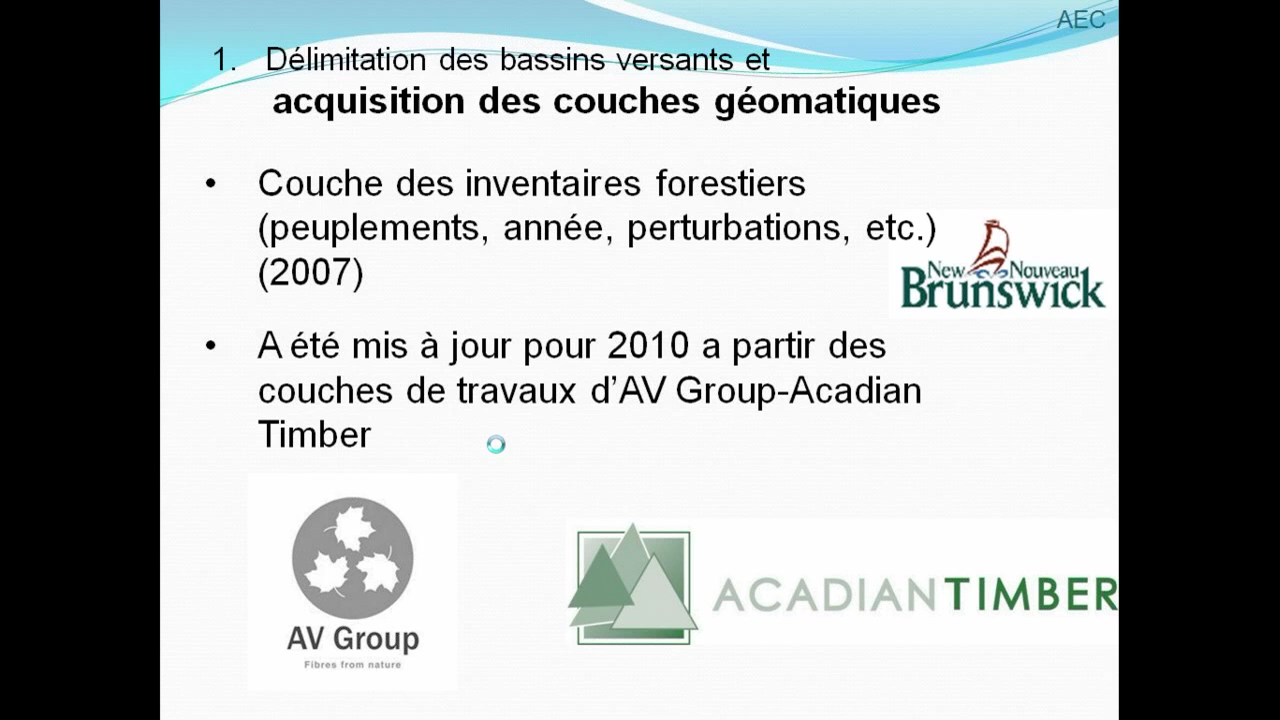 AEC
1. Délimitation des bassins versants et
acquisition des couches géomatiques
• Couche des inventaires forestiers
(peuplements, année, perturbations, etc.)
(2007)
New Nouveau
Brunswick
• A été mis à jour pour 2010 a partir des
couches de travaux d’AV Group-Acadian
Timber
AV Group
Fibres from nature
ACADIAN TIMBER